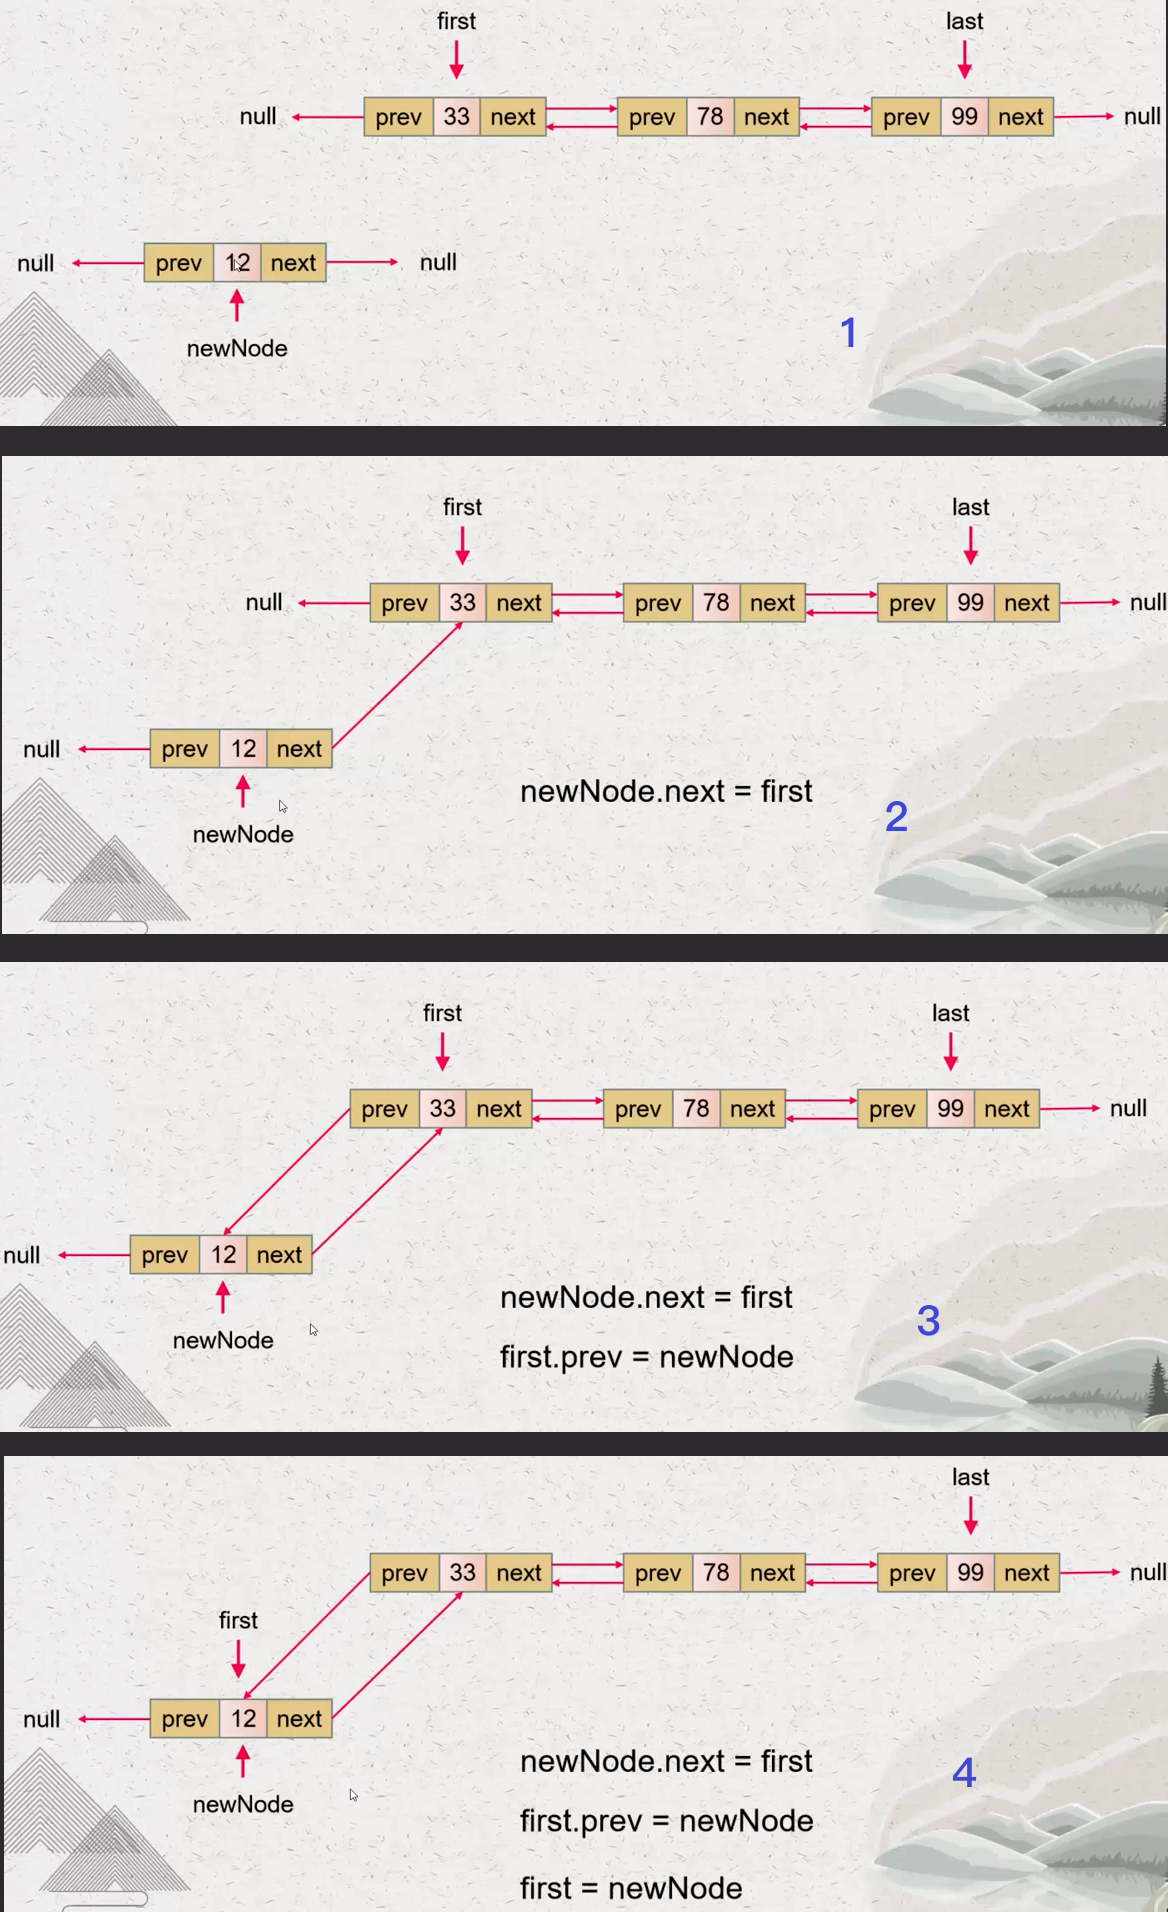 first last
null prev 33 next prev 78 next prev 99 next null
null prev 12 next null
newNode
1
first last
null prev 33 next prev 78 next prev 99 next null
null prev 12 next
newNode.next = first
2
newNode
first last
prev 33 next prev 78 next prev 99 next null
null prev 12 next
newNode.next = first
3
newNode
first.prev = newNode
last
prev 33 next prev 78 next prev 99 next null
first
null prev 12 next
newNode.next = first
4
newNode
first.prev = newNode
first = newNode